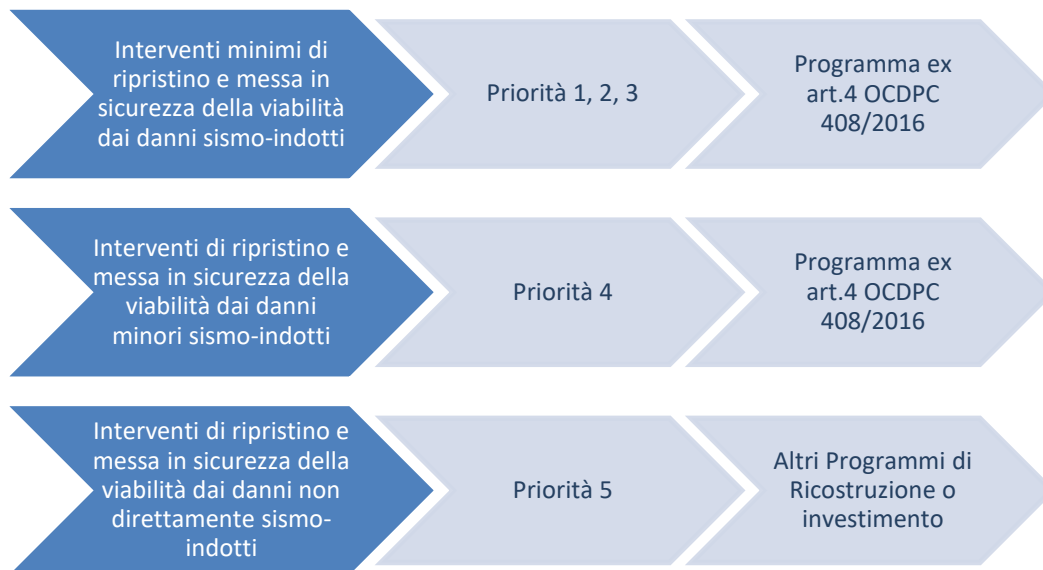 Interventi minimi di
ripristino e messa in
sicurezza della viabilità
dai danni sismo-indotti
Priorità 1, 2, 3
Programma ex
art.4 OCDPC
408/2016
Interventi di ripristino e
messa in sicurezza della
viabilità dai danni
minori sismo-indotti
Priorità 4
Programma ex
art.4 OCDPC
408/2016
Interventi di ripristino e
messa in sicurezza della
viabilità dai danni non
direttamente sismo-
indotti
Priorità 5
Altri Programmi di
Ricostruzione o
investimento